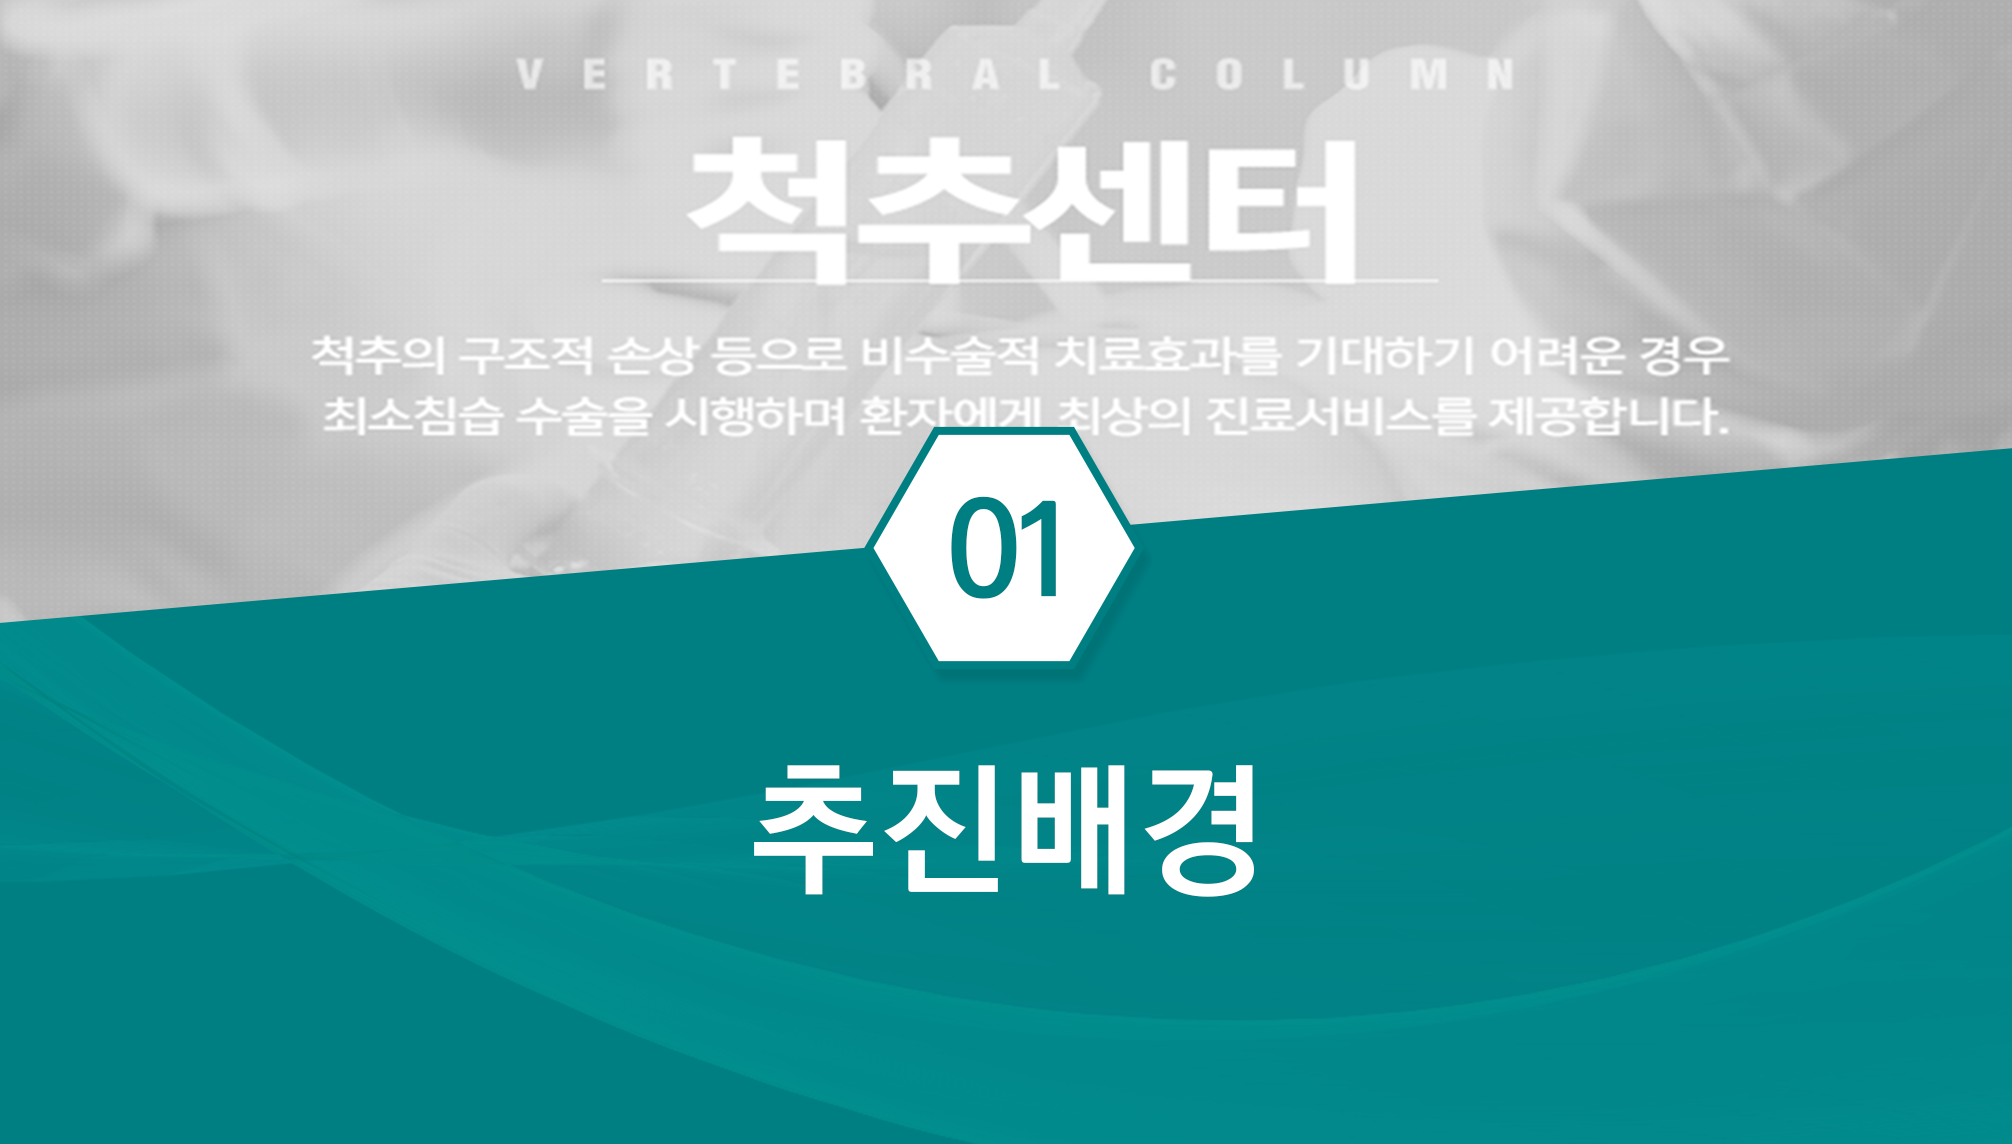 VERTEBRAL COLUMN
척추센터
척추의 구조적 손상 등으로 비수술적 치료효과를 기대하기 어려운 경우
최소침습 수술을 시행하며 환자에게 최상의 진료서비스를 제공합니다.
01
추진배경